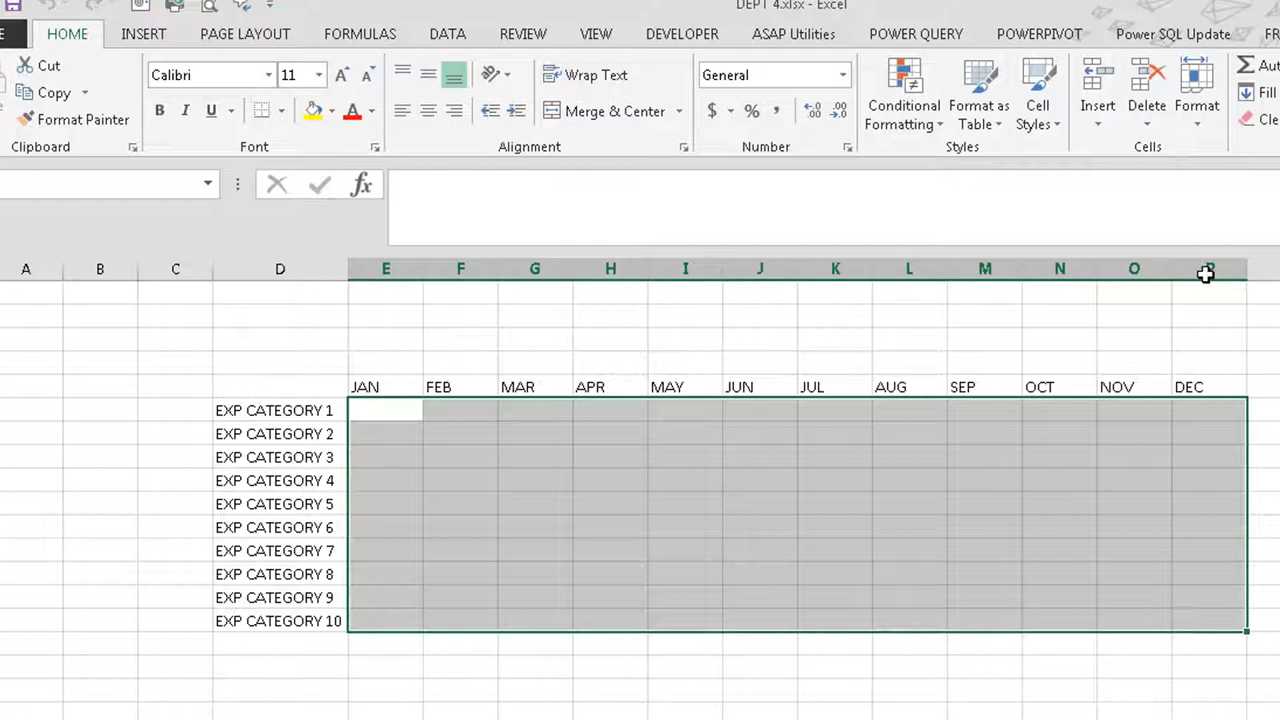 DEPT 4.xlsx - Excel
HOME INSERT PAGE LAYOUT FORMULAS DATA REVIEW VIEW DEVELOPER ASAP Utilities POWER QUERY POWERPIVOT Power SQL Update
Cut
Copy
Format Painter
Clipboard
Calibri 11
B I U A
Font
Wrap Text
Merge & Center
Alignment
General
$ % ,
Number
Conditional Formatting
Format as Table
Cell Styles
Styles
Insert Delete Format
Cells
Fill
fx
A B C D E F G H I J K L M N O
JAN FEB MAR APR MAY JUN JUL AUG SEP OCT NOV DEC
EXP CATEGORY 1
EXP CATEGORY 2
EXP CATEGORY 3
EXP CATEGORY 4
EXP CATEGORY 5
EXP CATEGORY 6
EXP CATEGORY 7
EXP CATEGORY 8
EXP CATEGORY 9
EXP CATEGORY 10